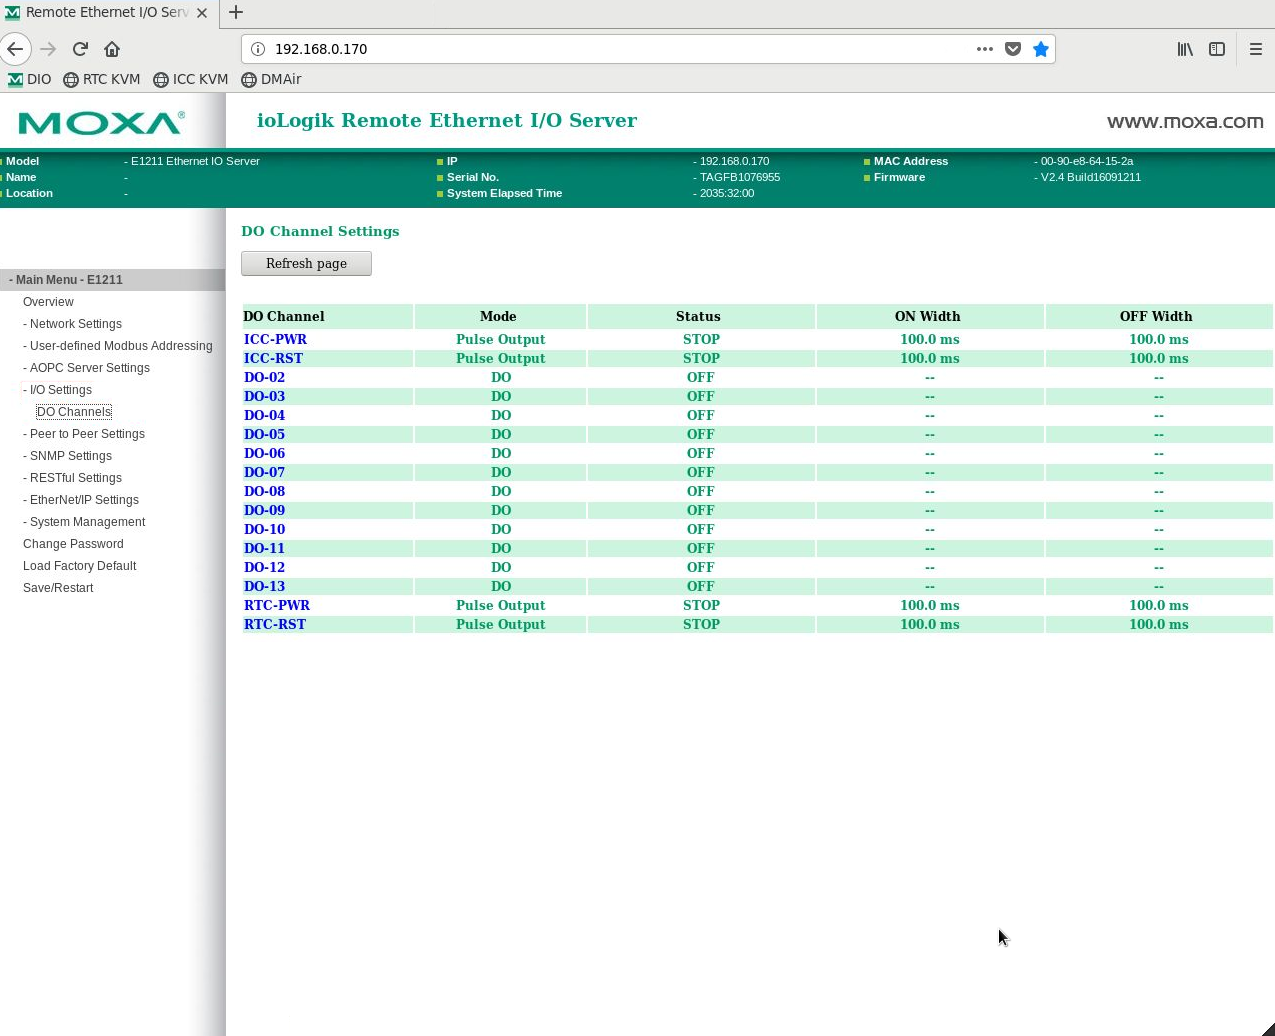 Remote Ethernet I/O Serv
192.168.0.170
DIO RTC KVM ICC KVM DMAir
MOXA®
ioLogik Remote Ethernet I/O Server
www.moxa.com
Model - E1211 Ethernet IO Server IP - 192.168.0.170 MAC Address - 00-90-e8-64-15-2a
Name - Serial No. - TAGFB1076955 Firmware - V2.4 Build16091211
Location - System Elapsed Time - 2035:32:00
- Main Menu - E1211
Overview
- Network Settings
- User-defined Modbus Addressing
- AOPC Server Settings
- I/O Settings
DO Channels
- Peer to Peer Settings
- SNMP Settings
- RESTful Settings
- EtherNet/IP Settings
- System Management
Change Password
Load Factory Default
Save/Restart
DO Channel Settings
Refresh page
DO Channel Mode Status ON Width OFF Width
ICC-PWR Pulse Output STOP 100.0 ms 100.0 ms
ICC-RST Pulse Output STOP 100.0 ms 100.0 ms
DO-02 DO OFF -- --
DO-03 DO OFF -- --
DO-04 DO OFF -- --
DO-05 DO OFF -- --
DO-06 DO OFF -- --
DO-07 DO OFF -- --
DO-08 DO OFF -- --
DO-09 DO OFF -- --
DO-10 DO OFF -- --
DO-11 DO OFF -- --
DO-12 DO OFF -- --
DO-13 DO OFF -- --
RTC-PWR Pulse Output STOP 100.0 ms 100.0 ms
RTC-RST Pulse Output STOP 100.0 ms 100.0 ms